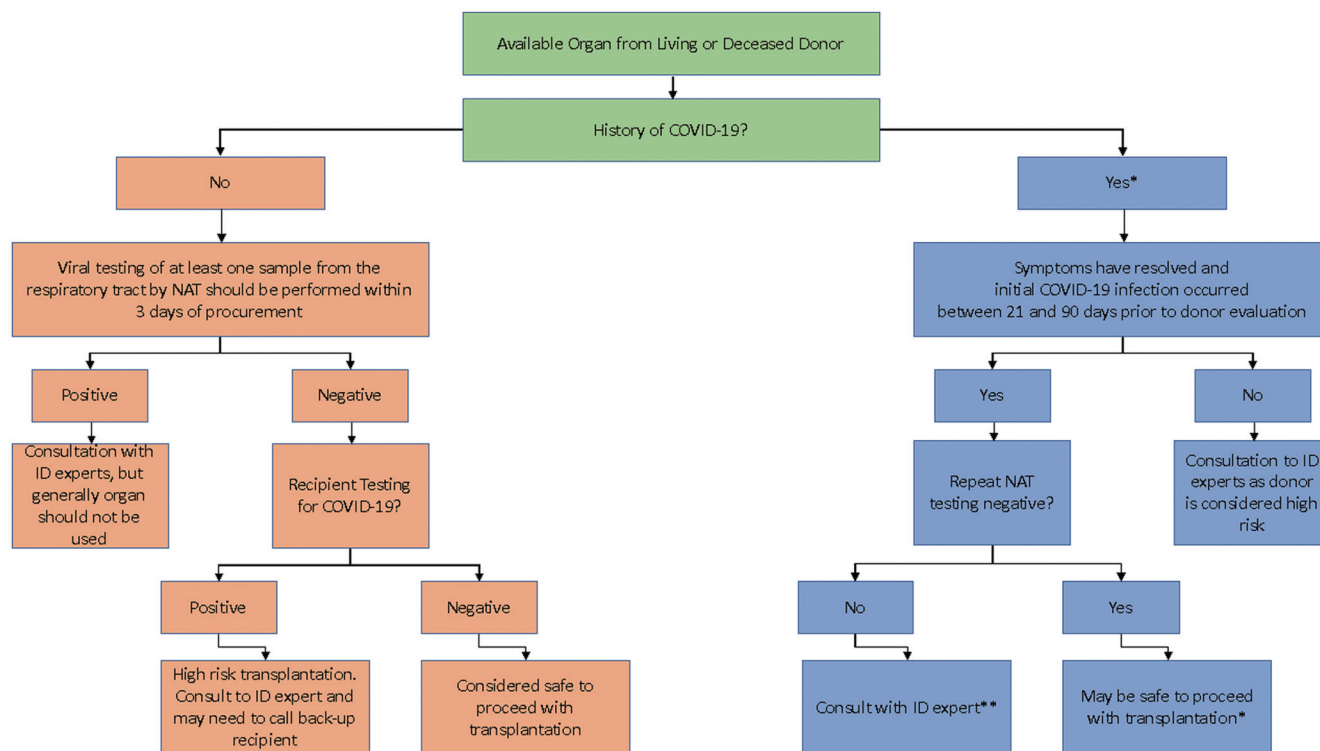 Available Organ from Living or Deceased Donor
History of COVID-19?
No
Yes*
Viral testing of at least one sample from the
respiratory tract by NAT should be performed within
3 days of procurement
Symptoms have resolved and
initial COVID-19 infection occurred
between 21 and 90 days prior to donor evaluation
Positive
Negative
Yes
No
Consultation with
ID experts, but
generally organ
should not be
used
Recipient Testing
for COVID-19?
Repeat NAT
testing negative?
Consultation to ID
experts as donor
is considered high
risk
Positive
Negative
No
Yes
High risk transplantation.
Consult to ID expert and
may need to call back-up
recipient
Considered safe to
proceed with
transplantation
Consult with ID expert**
May be safe to proceed
with transplantation*